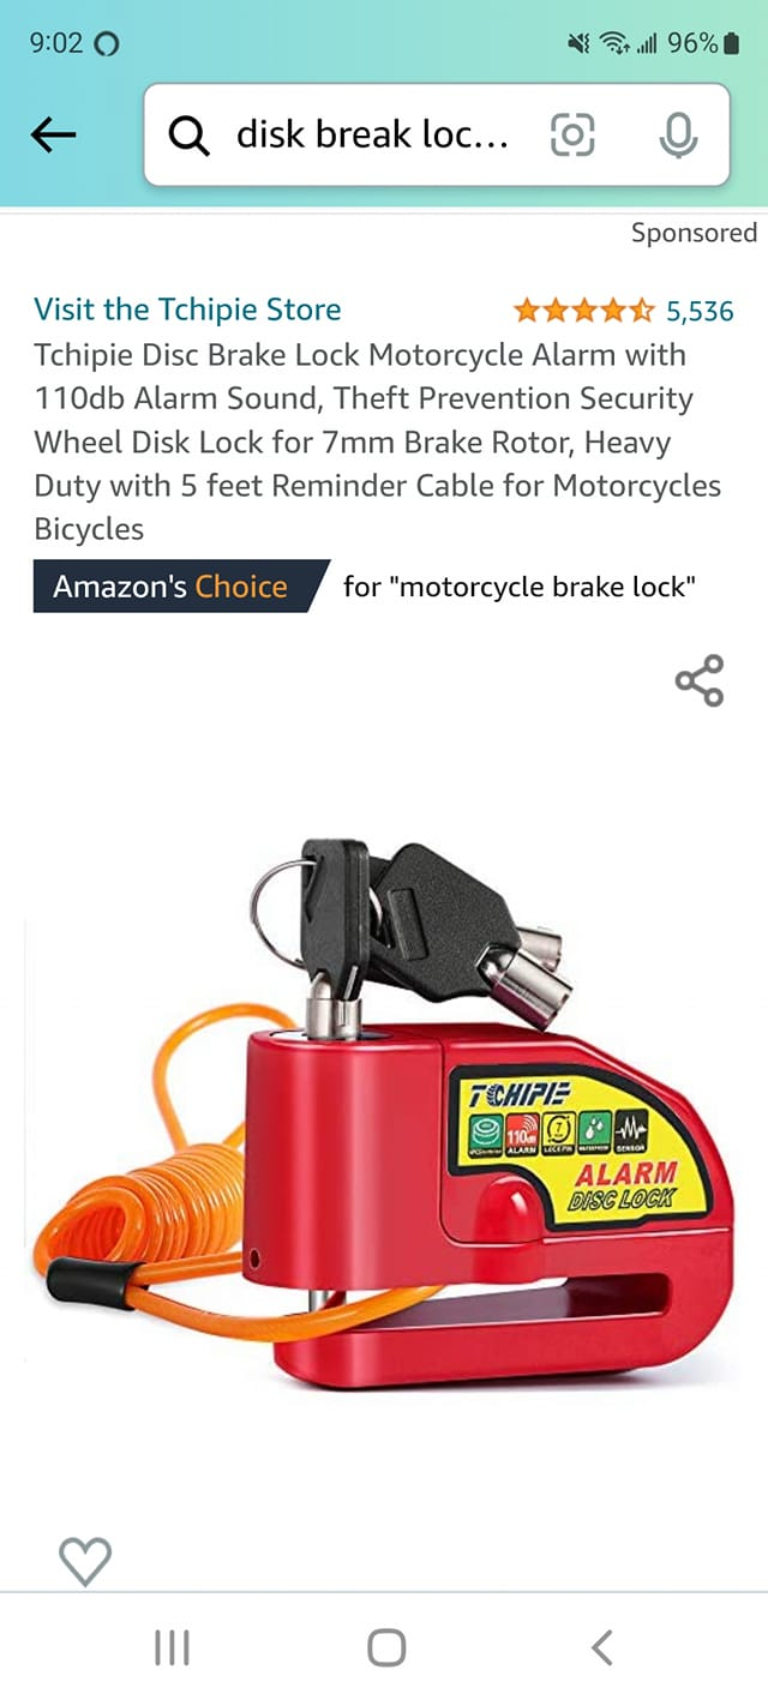 9:02
96%
disk break loc...
Sponsored
Visit the Tchipie Store
5,536
Tchipie Disc Brake Lock Motorcycle Alarm with
110db Alarm Sound, Theft Prevention Security
Wheel Disk Lock for 7mm Brake Rotor, Heavy
Duty with 5 feet Reminder Cable for Motorcycles
Bicycles
Amazon's Choice for "motorcycle brake lock"
TCHIPIE
110
7
ALARM
SENSOR
ALARM
DISC LOCK